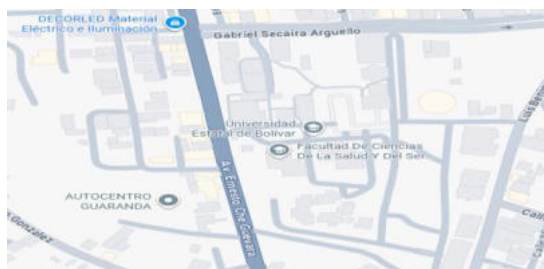 DECORLED Material
Eléctrico e Iluminación
Gabriel Secaira Arguello
Universidad
Estatal de Bolívar
Facultad De Ciencias
De La Salud Y Del Ser
AUTOCENTRO
GUARANDA
Av. Ernesto Che Guevara
Gonzalez